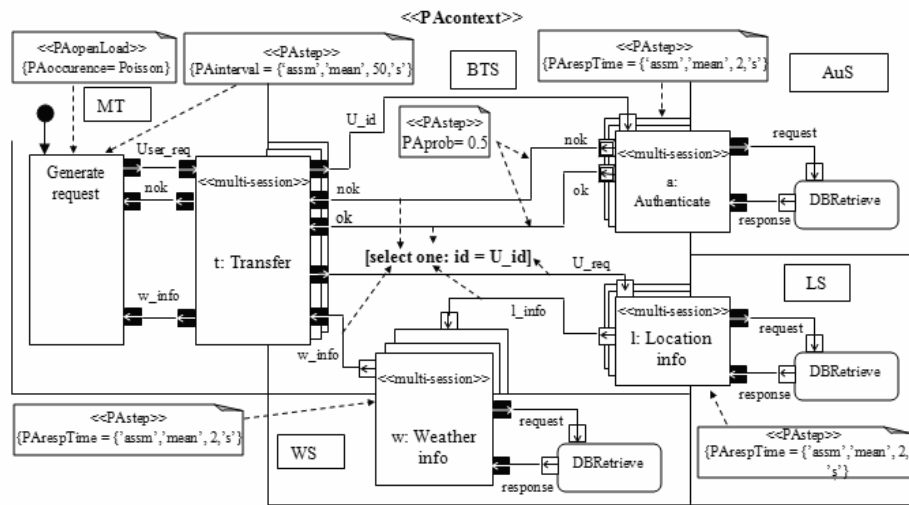 <<PAcontext>>
<<PAopenLoad>>
{PAoccurence= Poisson}
<<PAstep>>
{PAinterval = {‘assm’,’mean’, 50,’s’}
BTS
<<PAstep>>
{PArespTime = {‘assm’,’mean’, 2,’s’}
AuS
MT
U_id
<<PAstep>>
PAprob= 0.5
request
User_req
nok
Generate
request
<<multi-session>>
nok
nok
<<multi-session>>
a:
Authenticate
ok
ok
DBRetrieve
response
t: Transfer
[select one: id = U_id]
U_req
LS
w_info
l_info
<<multi-session>>
request
l: Location
info
w_info
<<multi-session>>
DBRetrieve
response
<<PAstep>>
{PArespTime = {’assm’,’mean’, 2,’s’}
w: Weather
info
request
<<PAstep>>
{PArespTime = {’assm’,’mean’, 2,
’s’}
WS
DBRetrieve
response